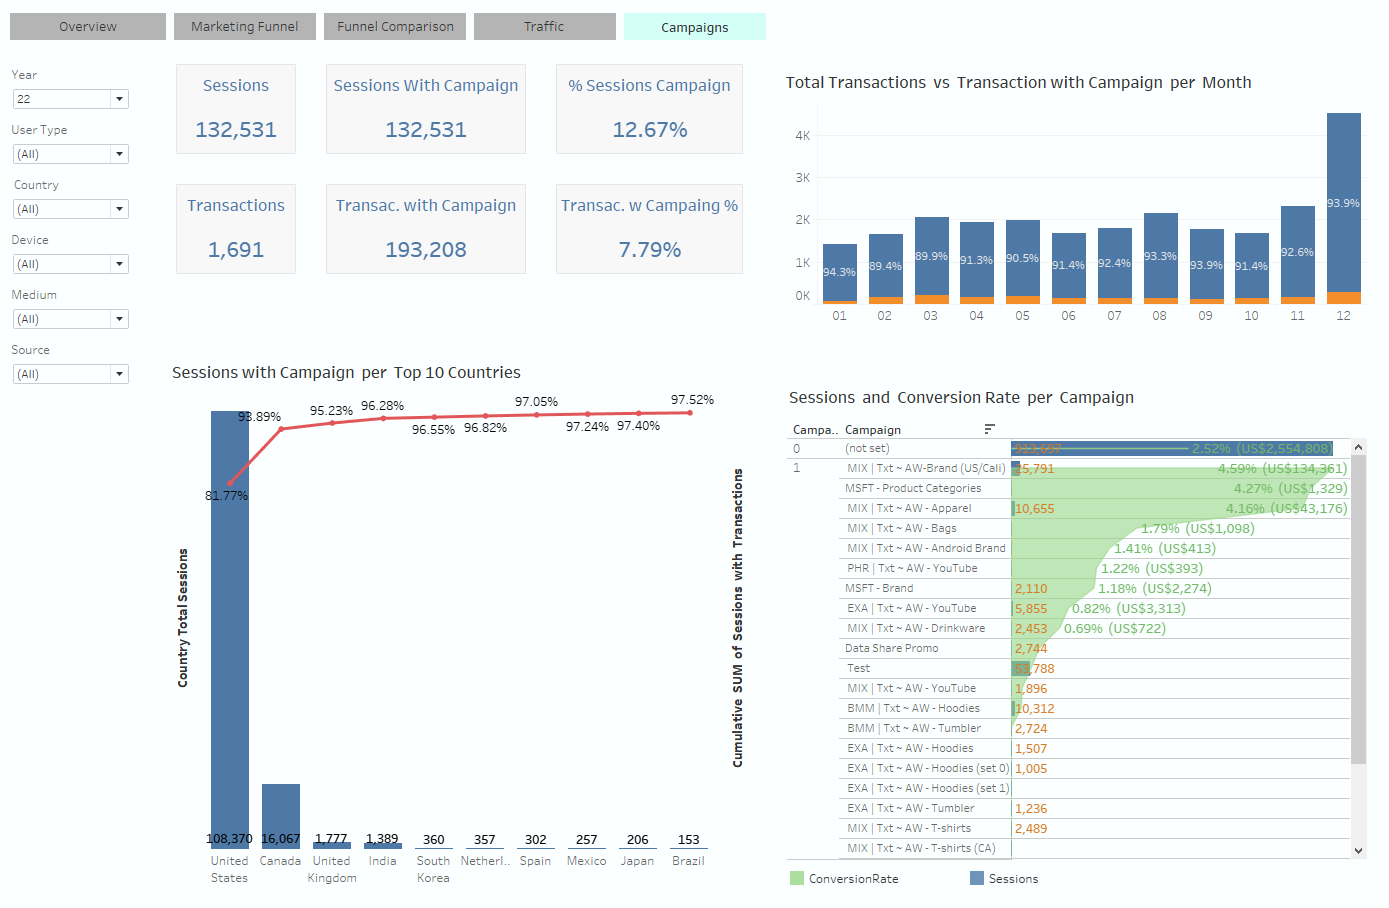 Overview
Marketing Funnel
Funnel Comparison
Traffic
Campaigns
Year
22
User Type
(All)
Country
(All)
Device
(All)
Medium
(All)
Source
(All)
Sessions
132,531
Sessions With Campaign
132,531
% Sessions Campaign
12.67%
Transactions
1,691
Transac. with Campaign
193,208
Transac. w Campaing %
7.79%
Total Transactions vs Transaction with Campaign per Month
4K
3K
2K
1K
0K
94.3%
89.4%
89.9%
91.3%
90.5%
91.4%
92.4%
93.3%
93.9%
91.4%
92.6%
93.9%
01
02
03
04
05
06
07
08
09
10
11
12
Sessions with Campaign per Top 10 Countries
Country Total Sessions
81.77%
93.89%
95.23%
96.28%
96.55%
96.82%
97.05%
97.24%
97.40%
97.52%
108,370
16,067
1,777
1,389
360
357
302
257
206
153
United States
Canada
United Kingdom
India
South Korea
Netherl..
Spain
Mexico
Japan
Brazil
Cumulative SUM of Sessions with Transactions
Sessions and Conversion Rate per Campaign
Campa.. Campaign
0 (not set) 913,697 2.52% (US$2,554,808)
1 MIX | Txt ~ AW-Brand (US/Cali) 25,791 4.59% (US$134,361)
MSFT - Product Categories 4.27% (US$1,329)
MIX | Txt ~ AW - Apparel 10,655 4.16% (US$43,176)
MIX | Txt ~ AW - Bags 1.79% (US$1,098)
MIX | Txt ~ AW - Android Brand 1.41% (US$413)
PHR | Txt ~ AW - YouTube 1.22% (US$393)
MSFT - Brand 2,110 1.18% (US$2,274)
EXA | Txt ~ AW - YouTube 5,855 0.82% (US$3,313)
MIX | Txt ~ AW - Drinkware 2,453 0.69% (US$722)
Data Share Promo 2,744
Test 53,788
MIX | Txt ~ AW - YouTube 1,896
BMM | Txt ~ AW - Hoodies 10,312
BMM | Txt ~ AW - Tumbler 2,724
EXA | Txt ~ AW - Hoodies 1,507
EXA | Txt ~ AW - Hoodies (set 0) 1,005
EXA | Txt ~ AW - Hoodies (set 1)
EXA | Txt ~ AW - Tumbler 1,236
MIX | Txt ~ AW - T-shirts 2,489
MIX | Txt ~ AW - T-shirts (CA)
ConversionRate
Sessions